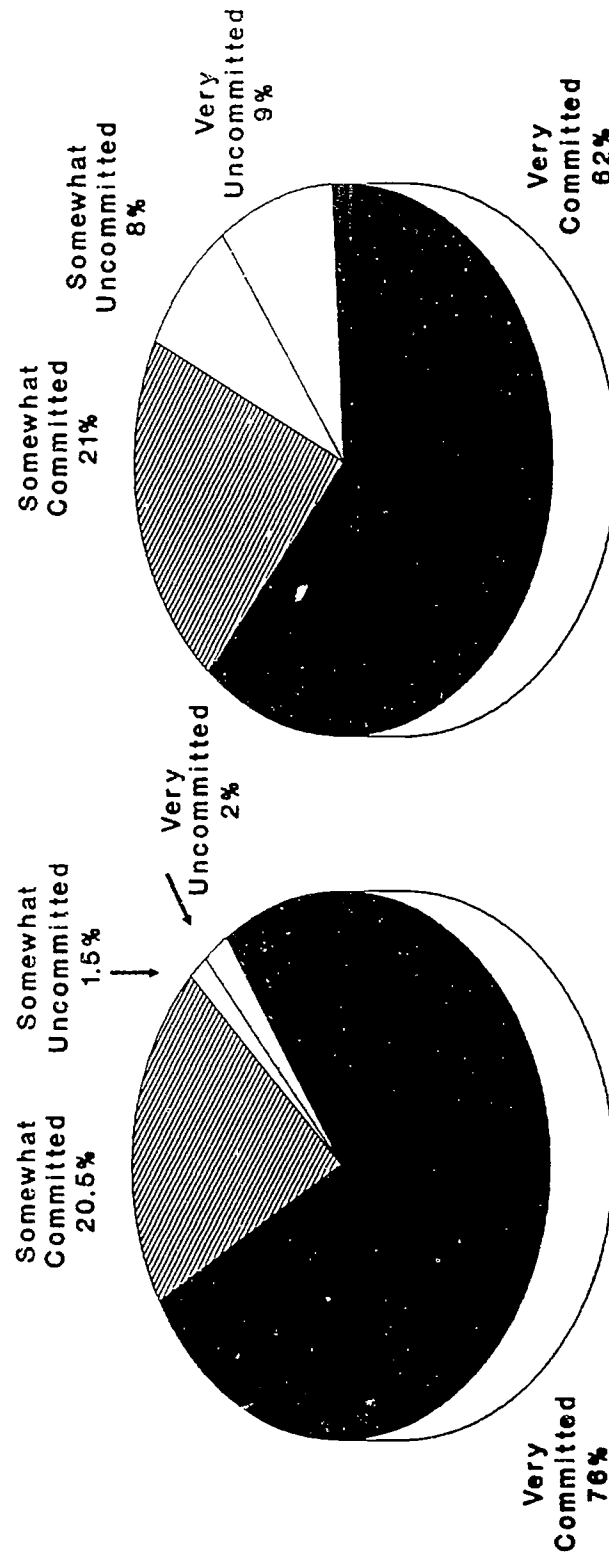 Somewhat
Committed
20.5%
Somewhat
Uncommitted
1.5%
Very
Uncommitted
2%
Very
Committed
76%
Somewhat
Committed
21%
Somewhat
Uncommitted
8%
Very
Uncommitted
9%
Very
Committed
62%